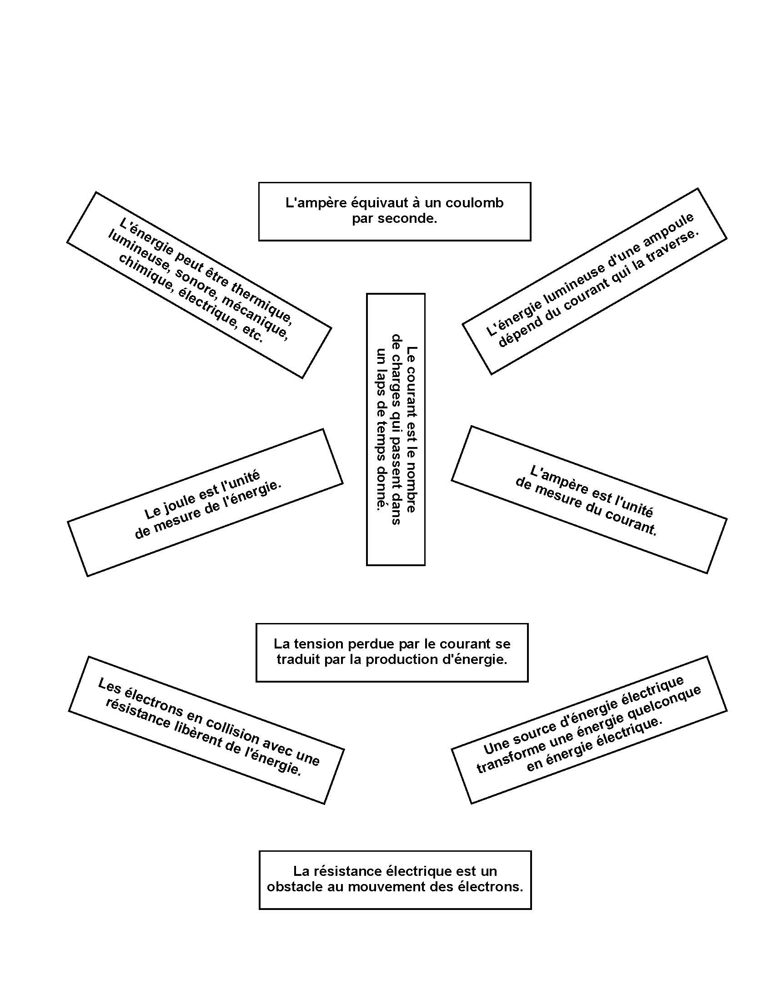 L'ampère équivaut à un coulomb
par seconde.
L'énergie peut être thermique,
lumineuse, sonore, mécanique,
chimique, électrique, etc.
L'énergie lumineuse d'une ampoule
dépend du courant qui la traverse.
Le courant est le nombre
de charges qui passent dans
un laps de temps donné.
Le joule est l'unité
de mesure de l'énergie.
L'ampère est l'unité
de mesure du courant.
La tension perdue par le courant se
traduit par la production d'énergie.
Les électrons en collision avec une
résistance libèrent de l'énergie.
Une source d'énergie électrique
transforme une énergie quelconque
en énergie électrique.
La résistance électrique est un
obstacle au mouvement des électrons.